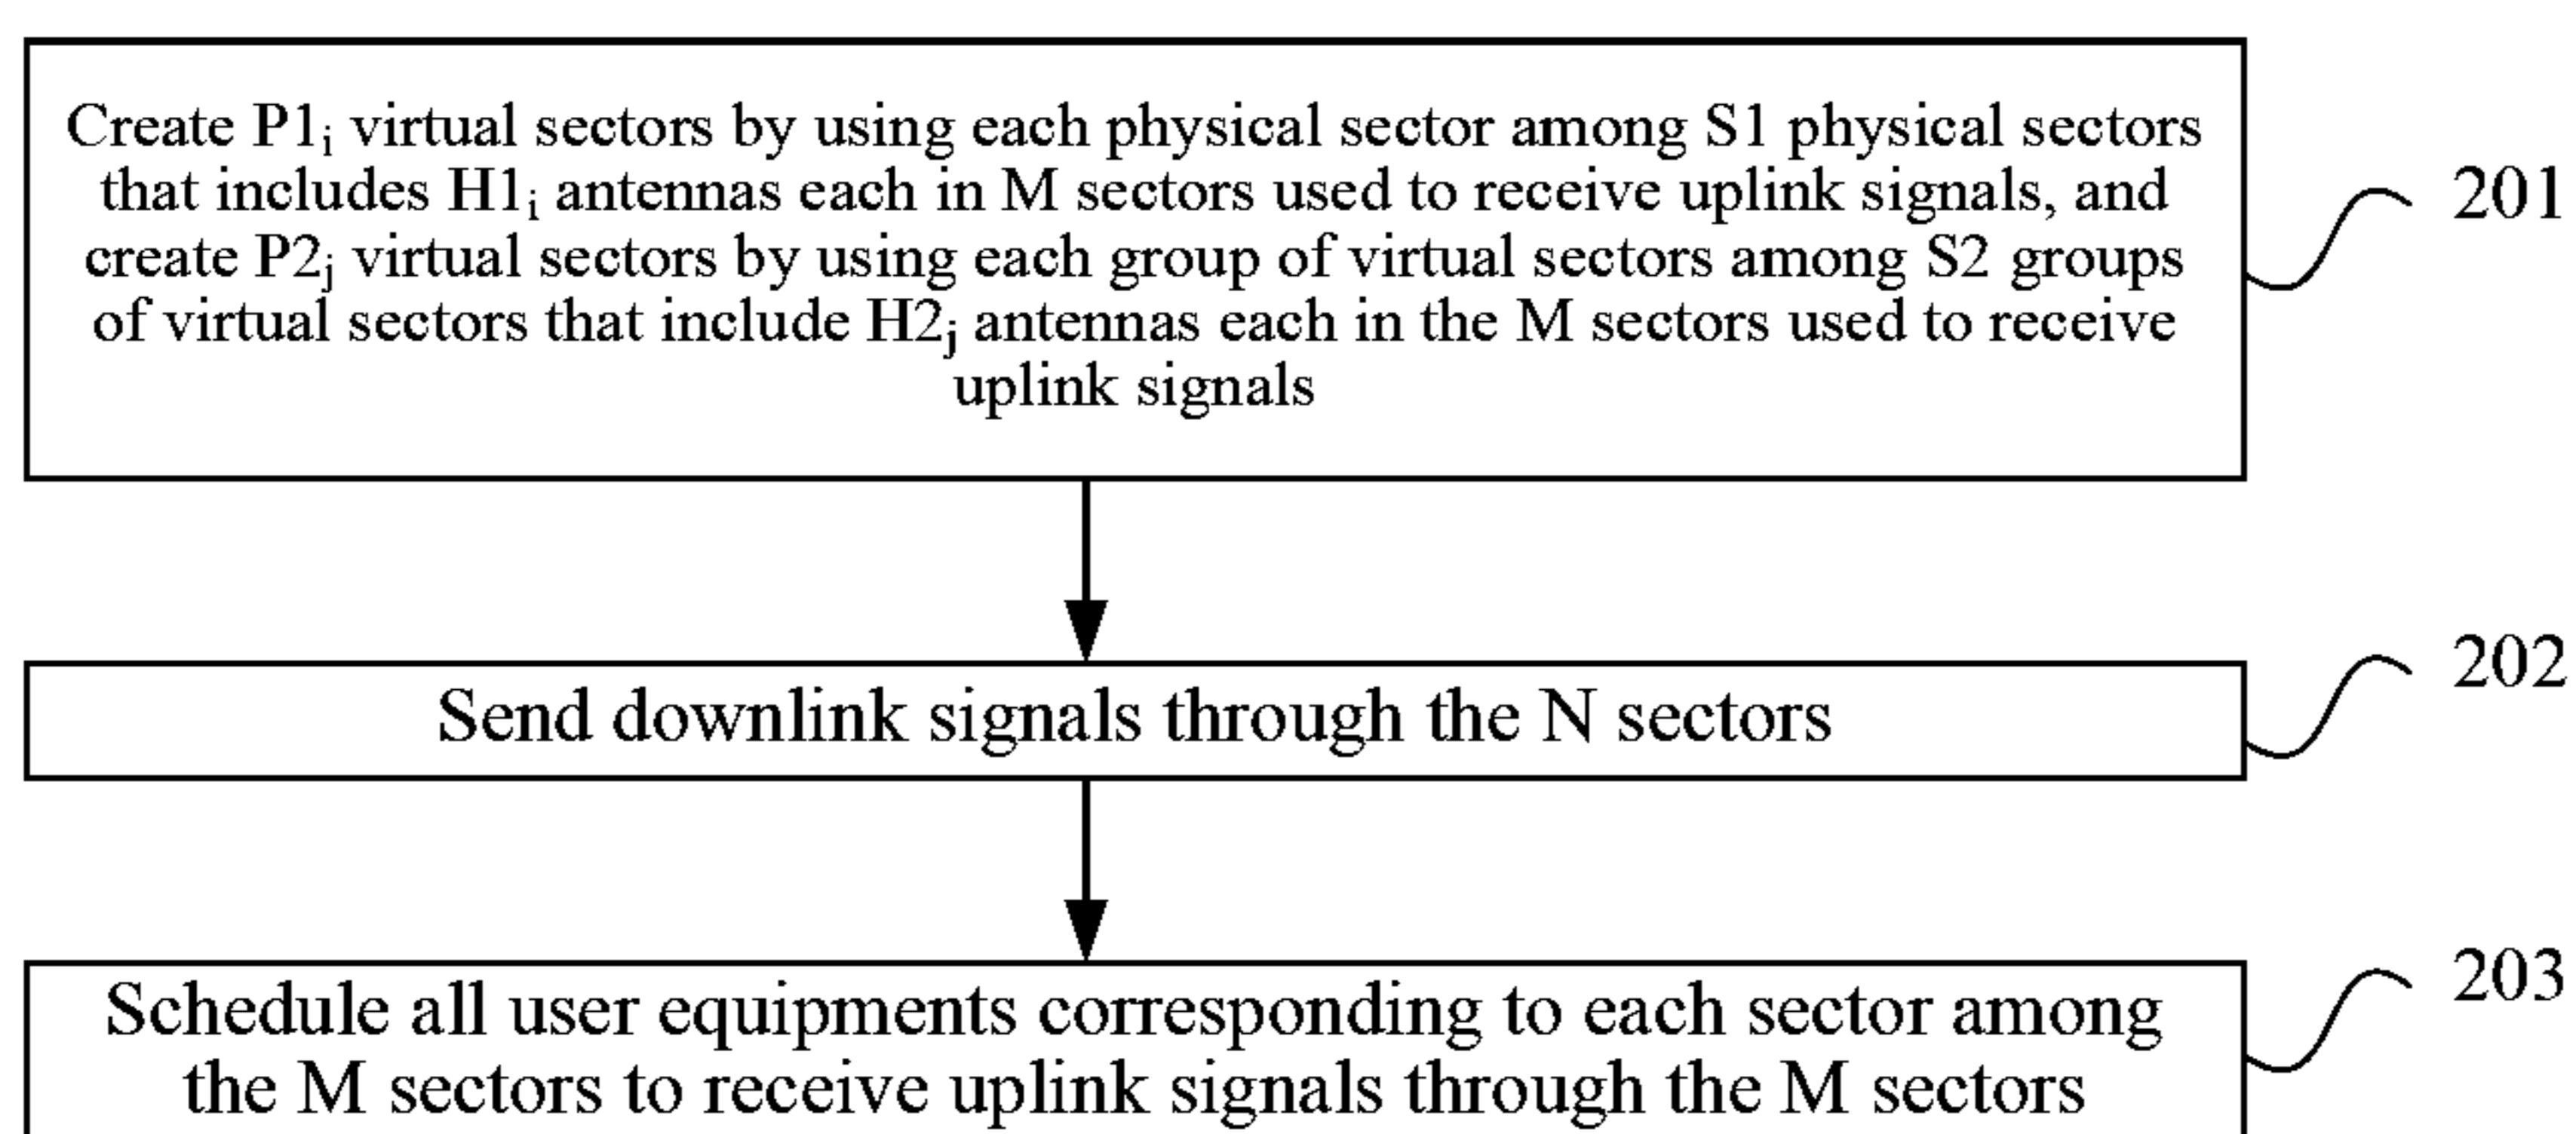 Create P1i virtual sectors by using each physical sector among S1 physical sectors
that includes H1i antennas each in M sectors used to receive uplink signals, and
create P2j virtual sectors by using each group of virtual sectors among S2 groups
of virtual sectors that include H2j antennas each in the M sectors used to receive
uplink signals
201
Send downlink signals through the N sectors
202
Schedule all user equipments corresponding to each sector among
the M sectors to receive uplink signals through the M sectors
203